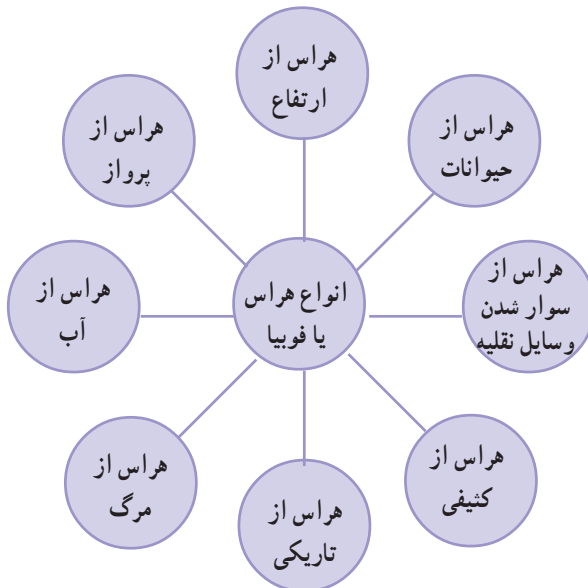 هراس از
ارتفاع
هراس از
حیوانات
هراس از
سوار شدن
وسایل نقلیه
هراس از
کثیفی
هراس از
تاریکی
هراس از
مرگ
هراس از
آب
هراس از
پرواز
انواع هراس
یا فوبیا